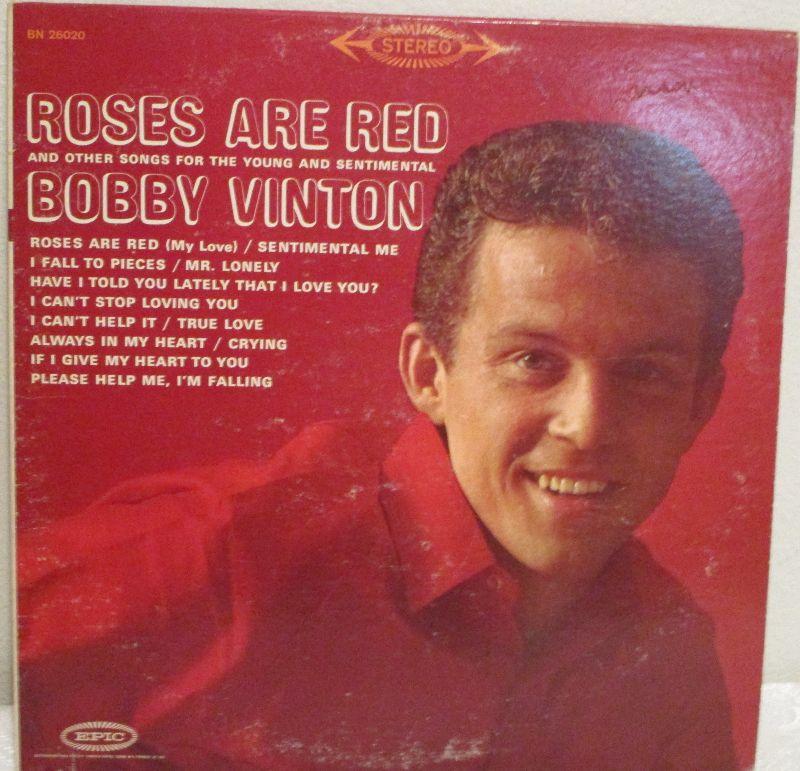 BN 26020
STEREO
ROSES ARE RED
AND OTHER SONGS FOR THE YOUNG AND SENTIMENTAL
BOBBY VINTON
ROSES ARE RED (My Love) / SENTIMENTAL ME
I FALL TO PIECES / MR. LONELY
HAVE I TOLD YOU LATELY THAT I LOVE YOU?
I CAN'T STOP LOVING YOU
I CAN'T HELP IT / TRUE LOVE
ALWAYS IN MY HEART / CRYING
IF I GIVE MY HEART TO YOU
PLEASE HELP ME, I'M FALLING
EPIC